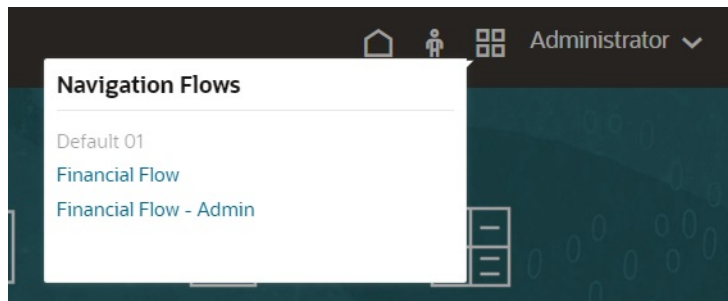 Administrator
Navigation Flows
Default 01
Financial Flow
Financial Flow - Admin